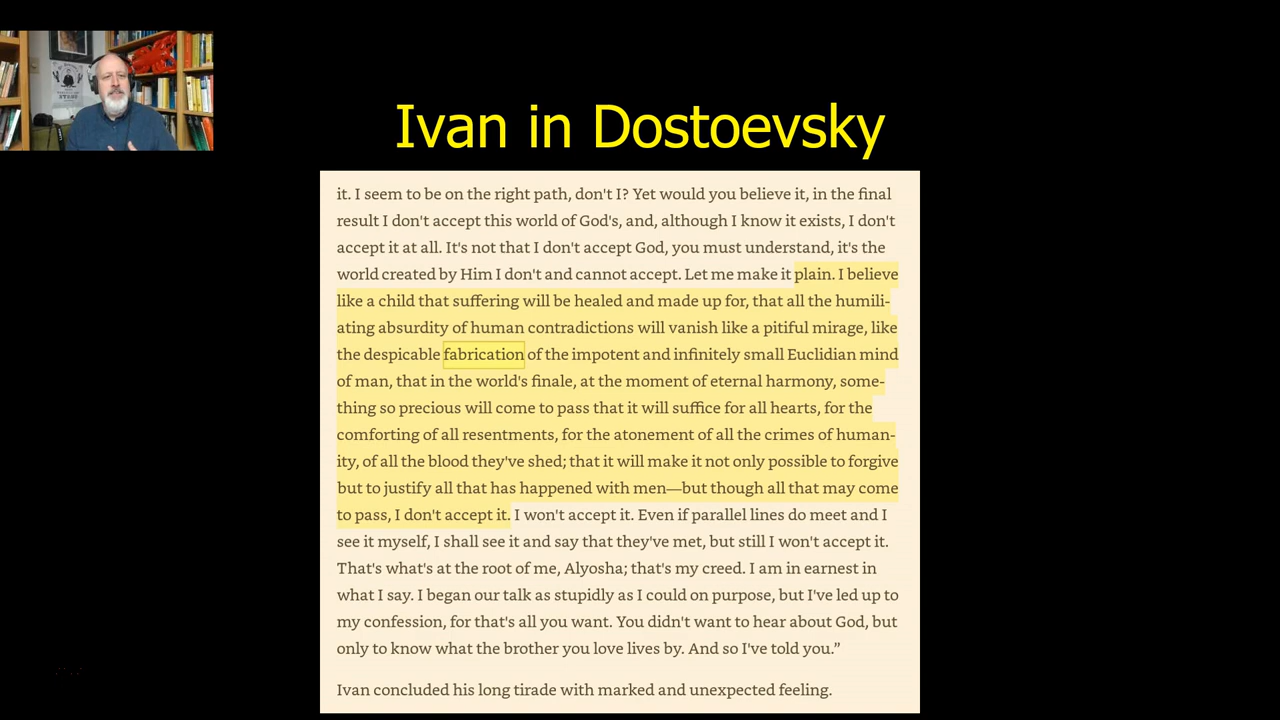 Ivan in Dostoevsky
it. I seem to be on the right path, don't I? Yet would you believe it, in the final
result I don't accept this world of God's, and, although I know it exists, I don't
accept it at all. It's not that I don't accept God, you must understand, it's the
world created by Him I don't and cannot accept. Let me make it plain. I believe
like a child that suffering will be healed and made up for, that all the humili-
ating absurdity of human contradictions will vanish like a pitiful mirage, like
the despicable fabrication of the impotent and infinitely small Euclidian mind
of man, that in the world's finale, at the moment of eternal harmony, some-
thing so precious will come to pass that it will suffice for all hearts, for the
comforting of all resentments, for the atonement of all the crimes of human-
ity, of all the blood they've shed; that it will make it not only possible to forgive
but to justify all that has happened with men—but though all that may come
to pass, I don't accept it. I won't accept it. Even if parallel lines do meet and I
see it myself, I shall see it and say that they've met, but still I won't accept it.
That's what's at the root of me, Alyosha; that's my creed. I am in earnest in
what I say. I began our talk as stupidly as I could on purpose, but I've led up to
my confession, for that's all you want. You didn't want to hear about God, but
only to know what the brother you love lives by. And so I've told you.”
Ivan concluded his long tirade with marked and unexpected feeling.